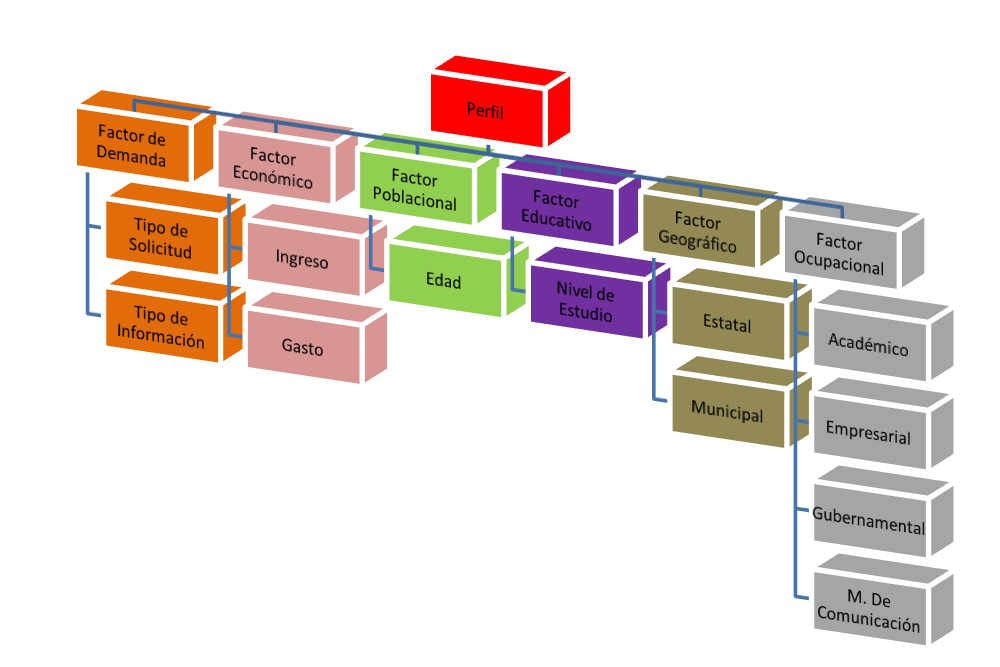 Perfil
Factor de
Demanda
Tipo de
Solicitud
Tipo de
Información
Factor
Económico
Ingreso
Gasto
Factor
Poblacional
Edad
Factor
Educativo
Nivel de
Estudio
Factor
Geográfico
Estatal
Municipal
Factor
Ocupacional
Académico
Empresarial
Gubernamental
M. De
Comunicación